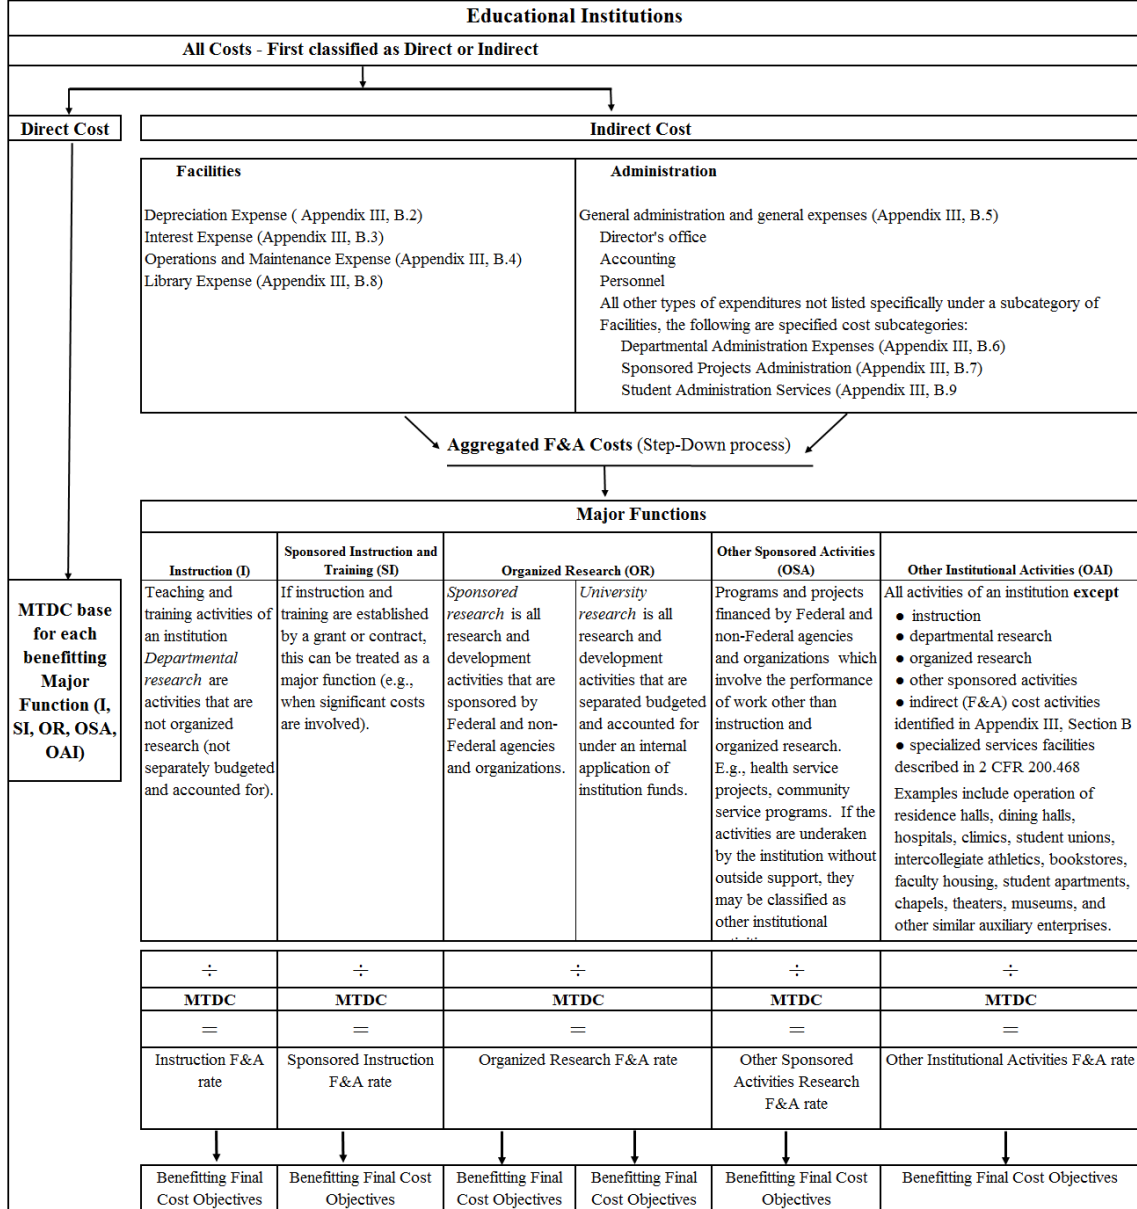 Educational Institutions
All Costs - First classified as Direct or Indirect
Direct Cost
Indirect Cost
Facilities
Depreciation Expense ( Appendix III, B.2)
Interest Expense (Appendix III, B.3)
Operations and Maintenance Expense (Appendix III, B.4)
Library Expense (Appendix III, B.8)
Administration
General administration and general expenses (Appendix III, B.5)
Director's office
Accounting
Personnel
All other types of expenditures not listed specifically under a subcategory of
Facilities, the following are specified cost subcategories:
Departmental Administration Expenses (Appendix III, B.6)
Sponsored Projects Administration (Appendix III, B.7)
Student Administration Services (Appendix III, B.9
Aggregated F&A Costs (Step-Down process)
MTDC base
for each
benefitting
Major
Function (I,
SI, OR, OSA,
OAI)
Major Functions
Instruction (I)
Teaching and
training activities of
an institution
Departmental
research are
activities that are
not organized
research (not
separately budgeted
and accounted for).
Sponsored Instruction and
Training (SI)
If instruction and
training are established
by a grant or contract,
this can be treated as a
major function (e.g.,
when significant costs
are involved).
Organized Research (OR)
Sponsored
research is all
research and
development
activities that are
sponsored by
Federal and non-
Federal agencies
and organizations.
University
research is all
research and
development
activities that are
separated budgeted
and accounted for
under an internal
application of
institution funds.
Other Sponsored Activities
(OSA)
Programs and projects
financed by Federal and
non-Federal agencies
and organizations which
involve the performance
of work other than
instruction and
organized research.
E.g., health service
projects, community
service programs. If the
activities are underaken
by the institution without
outside support, they
may be classified as
other institutional
Other Institutional Activities (OAI)
All activities of an institution except
● instruction
● departmental research
● organized research
● other sponsored activities
● indirect (F&A) cost activities
identified in Appendix III, Section B
● specialized services facilities
described in 2 CFR 200.468
Examples include operation of
residence halls, dining halls,
hospitals, climics, student unions,
intercollegiate athletics, bookstores,
faculty housing, student apartments,
chapels, theaters, museums, and
other similar auxiliary enterprises.
÷ ÷ ÷ ÷ ÷
MTDC MTDC MTDC MTDC MTDC
= = = = =
Instruction F&A
rate
Sponsored Instruction
F&A rate
Organized Research F&A rate
Other Sponsored
Activities Research
F&A rate
Other Institutional Activities F&A rate
Benefitting Final
Cost Objectives
Benefitting Final Cost
Objectives
Benefitting Final
Cost Objectives
Benefitting Final
Cost Objectives
Benefitting Final Cost
Objectives
Benefitting Final Cost Objectives